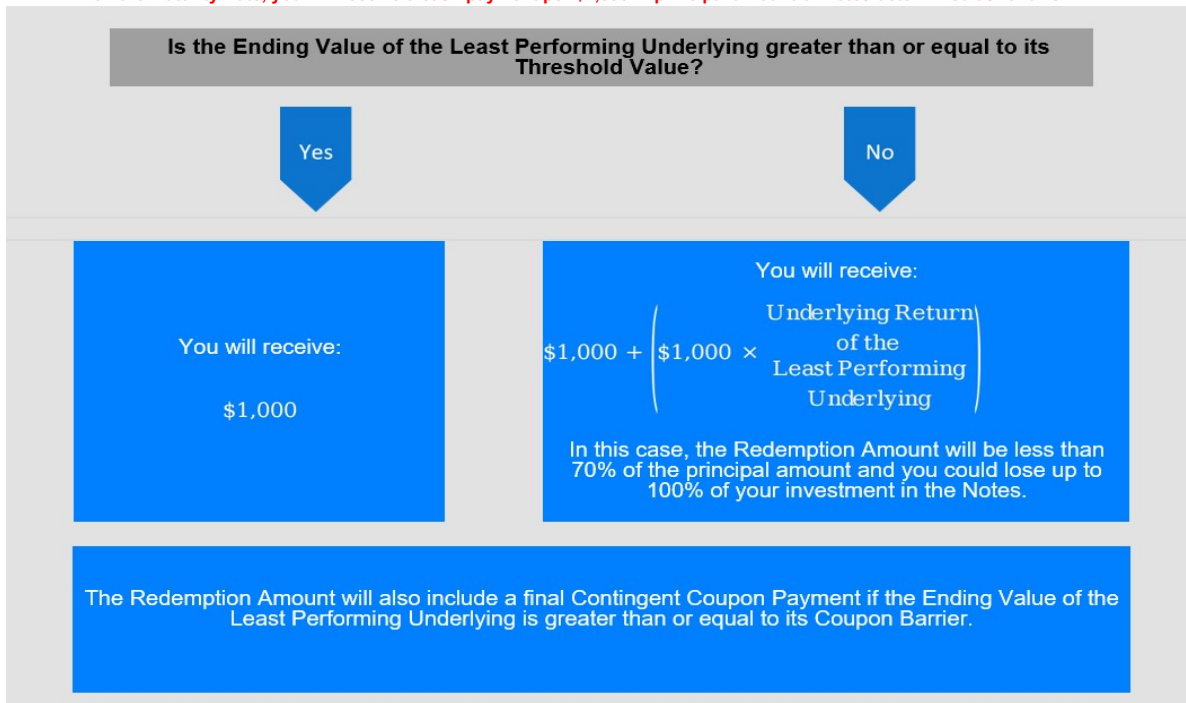 Is the Ending Value of the Least Performing Underlying greater than or equal to its
Threshold Value?
Yes
No
You will receive:
$1,000
You will receive:
$1,000 + ($1,000 × Underlying Return
of the
Least Performing
Underlying)
In this case, the Redemption Amount will be less than
70% of the principal amount and you could lose up to
100% of your investment in the Notes.
The Redemption Amount will also include a final Contingent Coupon Payment if the Ending Value of the
Least Performing Underlying is greater than or equal to its Coupon Barrier.